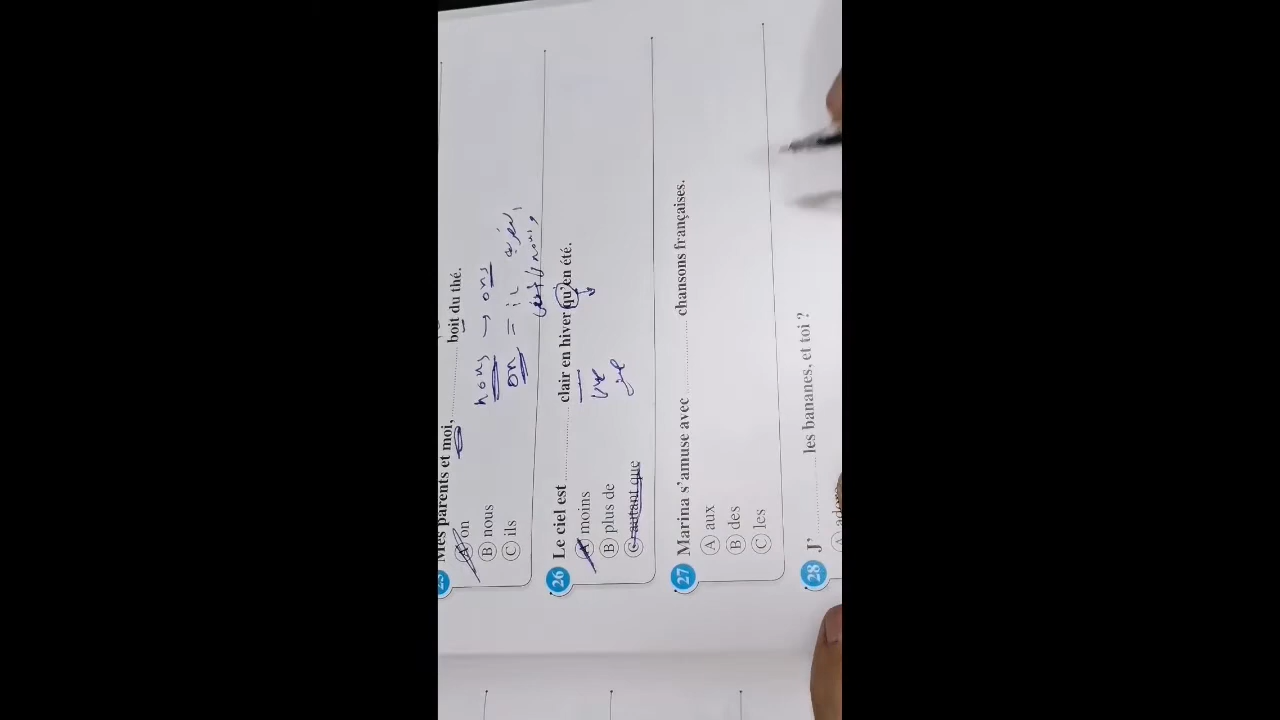 25 Mes parents et moi, .......... boit du thé.
A on
B nous
C ils
nous → ons
on = il
26 Le ciel est .......... clair en hiver qu'en été.
A moins
B plus de
C autant que
27 Marina s'amuse avec .......... chansons françaises.
A aux
B des
C les
28 J' .......... les bananes, et toi ?
A